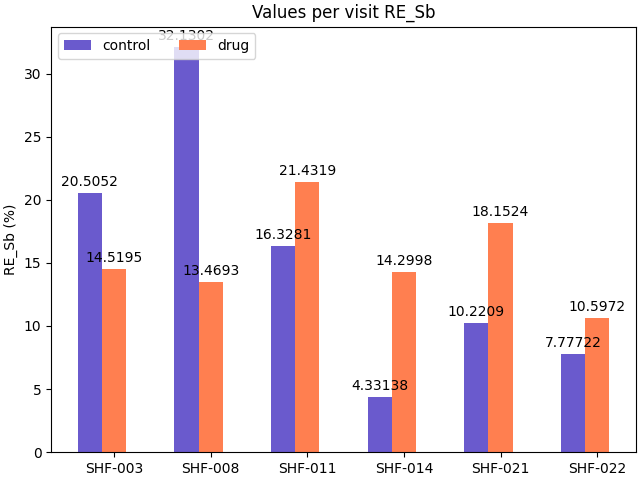 Values per visit RE_Sb
control
drug
RE_Sb (%)
30
25
20
15
10
5
0
20.5052
14.5195
32.1302
13.4693
16.3281
21.4319
4.33138
14.2998
10.2209
18.1524
7.77722
10.5972
SHF-003
SHF-008
SHF-011
SHF-014
SHF-021
SHF-022